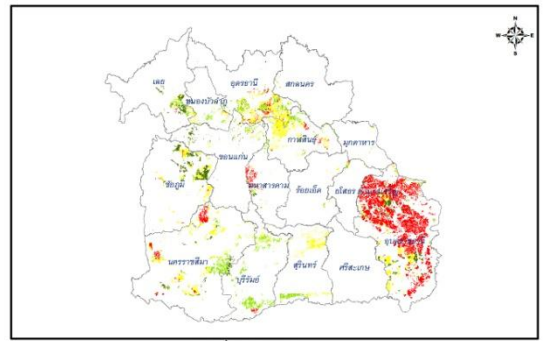 N
W E
S
เลย
อุดรธานี
สกลนคร
หนองบัวลำภู
กาฬสินธุ์
มุกดาหาร
ขอนแก่น
ชัยภูมิ
มหาสารคาม
ร้อยเอ็ด
ยโสธร
นครราชสีมา
บุรีรัมย์
สุรินทร์
ศรีสะเกษ